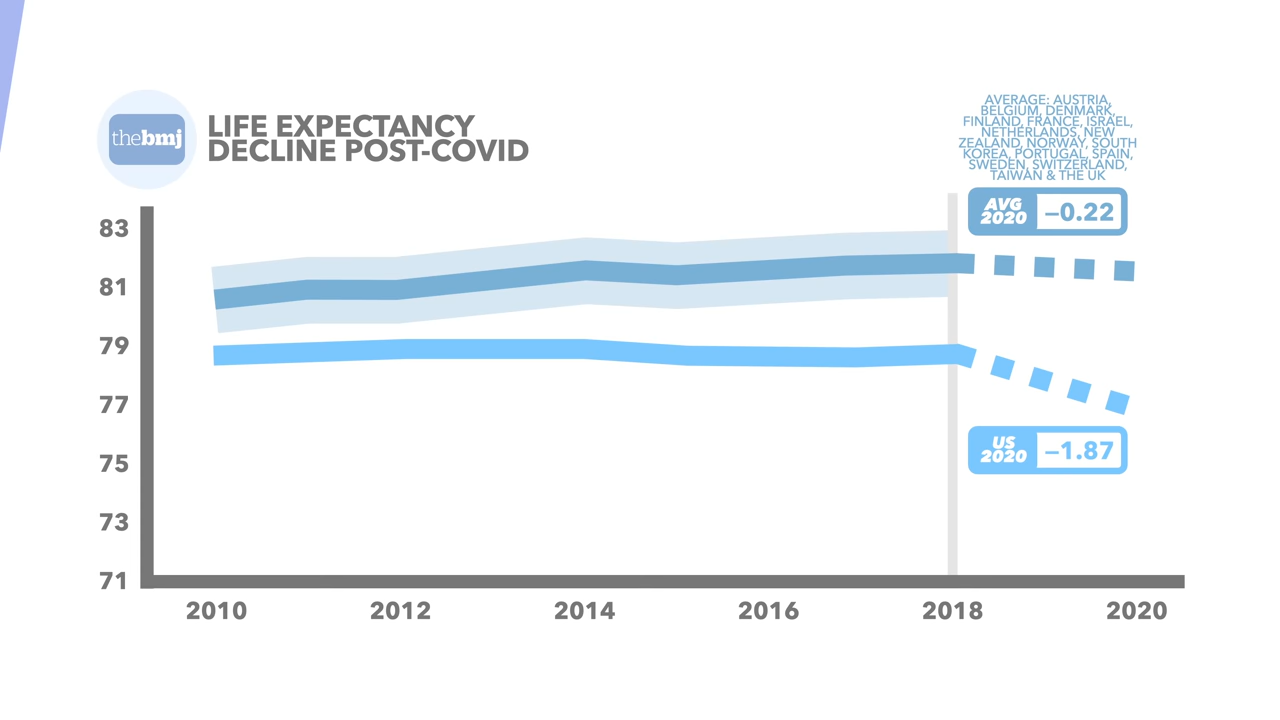 thebmj
LIFE EXPECTANCY
DECLINE POST-COVID
AVERAGE: AUSTRIA,
BELGIUM, DENMARK,
FINLAND, FRANCE, ISRAEL,
NETHERLANDS, NEW
ZEALAND, NORWAY, SOUTH
KOREA, PORTUGAL, SPAIN,
SWEDEN, SWITZERLAND,
TAIWAN & THE UK
AVG
2020
–0.22
83
81
79
77
75
73
71
US
2020
–1.87
2010 2012 2014 2016 2018 2020